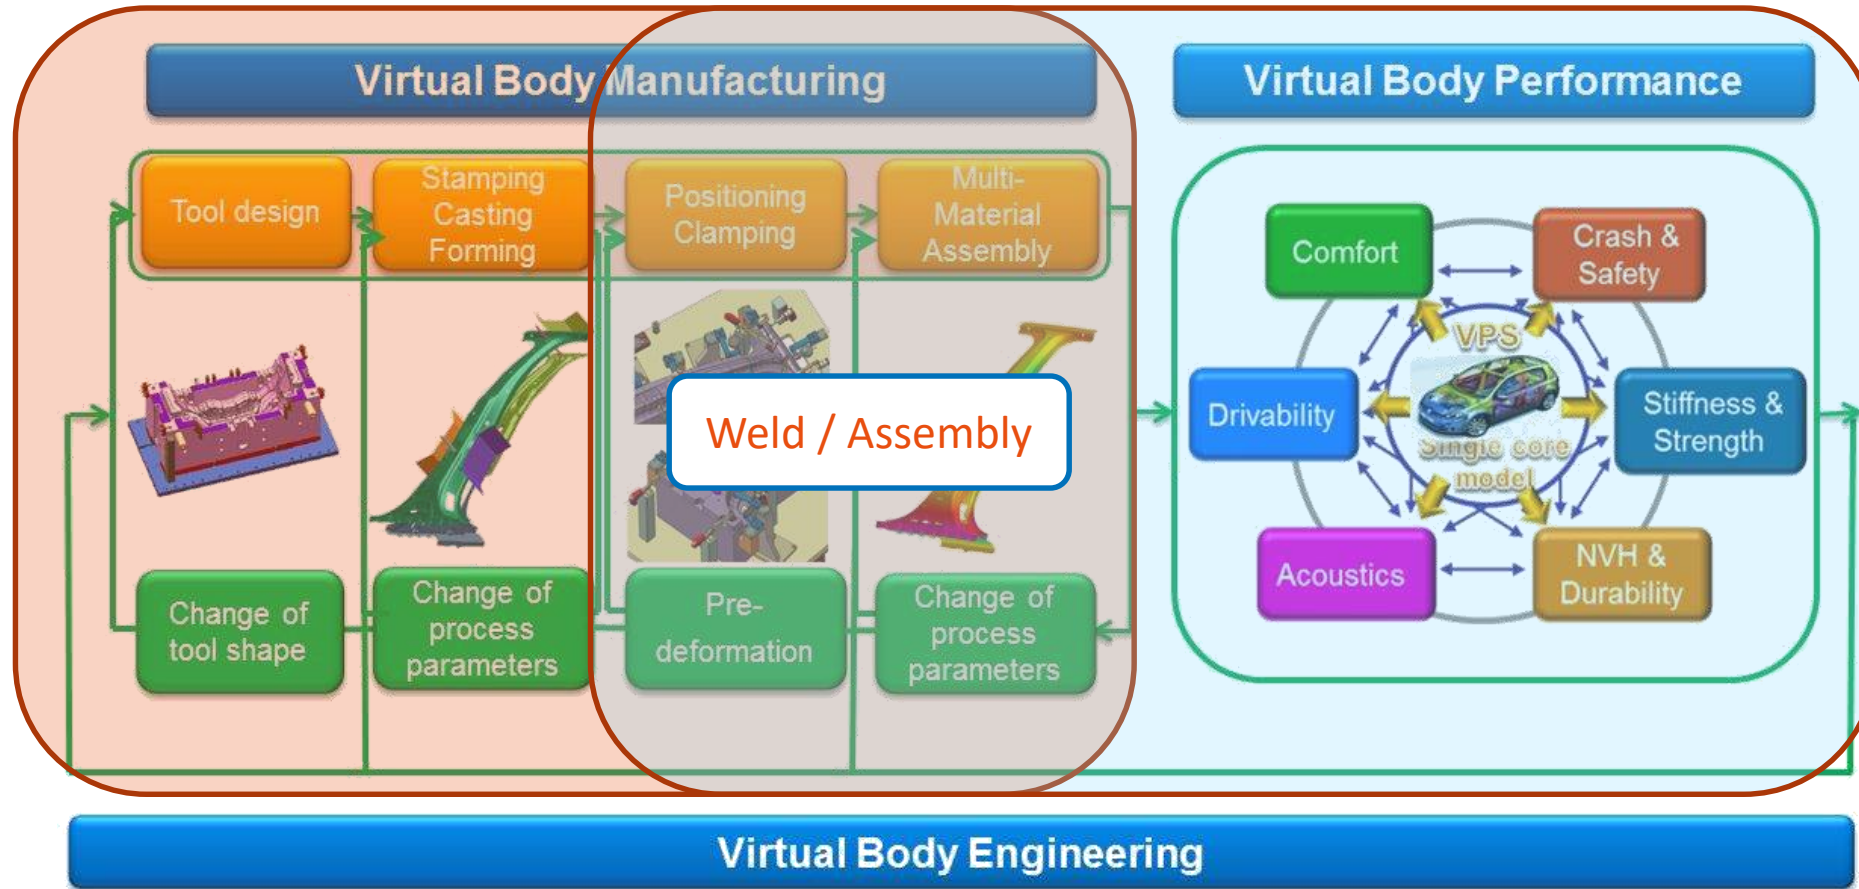 Virtual Body Manufacturing
Virtual Body Performance
Tool design
Stamping
Casting
Forming
Positioning
Clamping
Multi-
Material
Assembly
Comfort
Crash &
Safety
VPS
Drivability
Stiffness &
Strength
Single core
model
Acoustics
NVH &
Durability
Weld / Assembly
Change of
tool shape
Change of
process
parameters
Pre-
deformation
Change of
process
parameters
Virtual Body Engineering